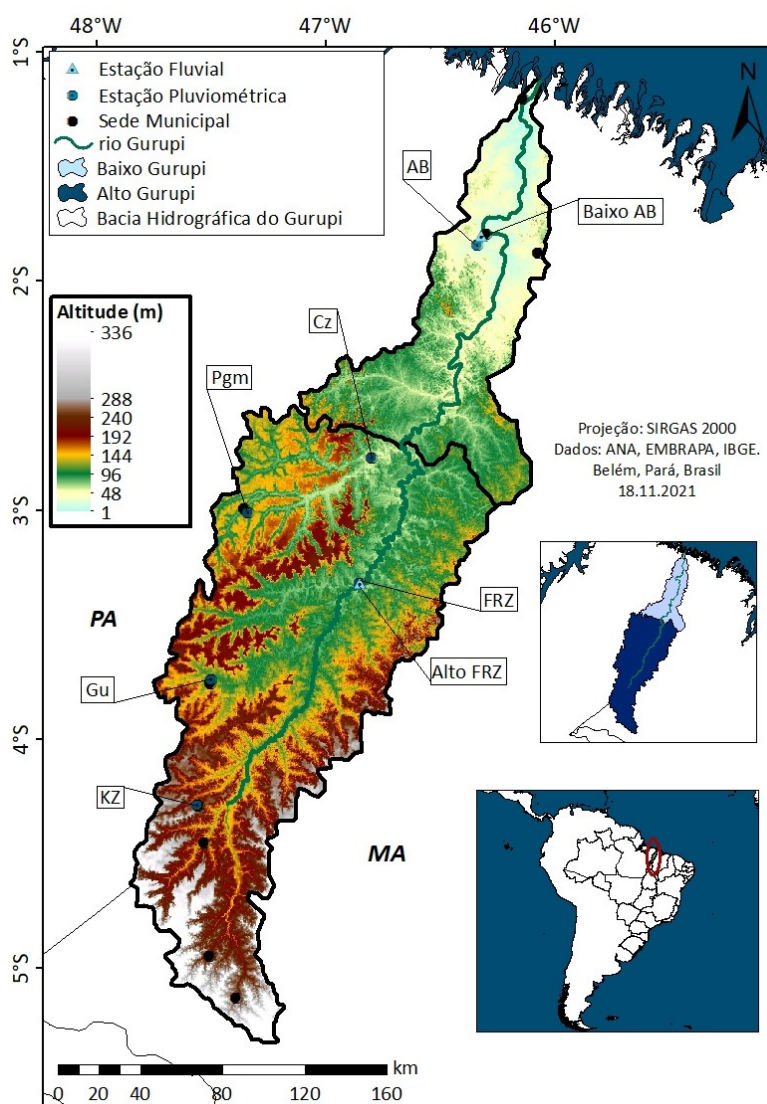 48°W
47°W
46°W
1°S
Estação Fluvial
Estação Pluviométrica
Sede Municipal
rio Gurupi
Baixo Gurupi
Alto Gurupi
Bacia Hidrográfica do Gurupi
N
AB
Baixo AB
2°S
Altitude (m)
336
288
240
192
144
96
48
1
Cz
Pgm
Projeção: SIRGAS 2000
Dados: ANA, EMBRAPA, IBGE.
Belém, Pará, Brasil
18.11.2021
3°S
FRZ
PA
Alto FRZ
Gu
4°S
KZ
MA
5°S
km
0 20 40 80 120 160